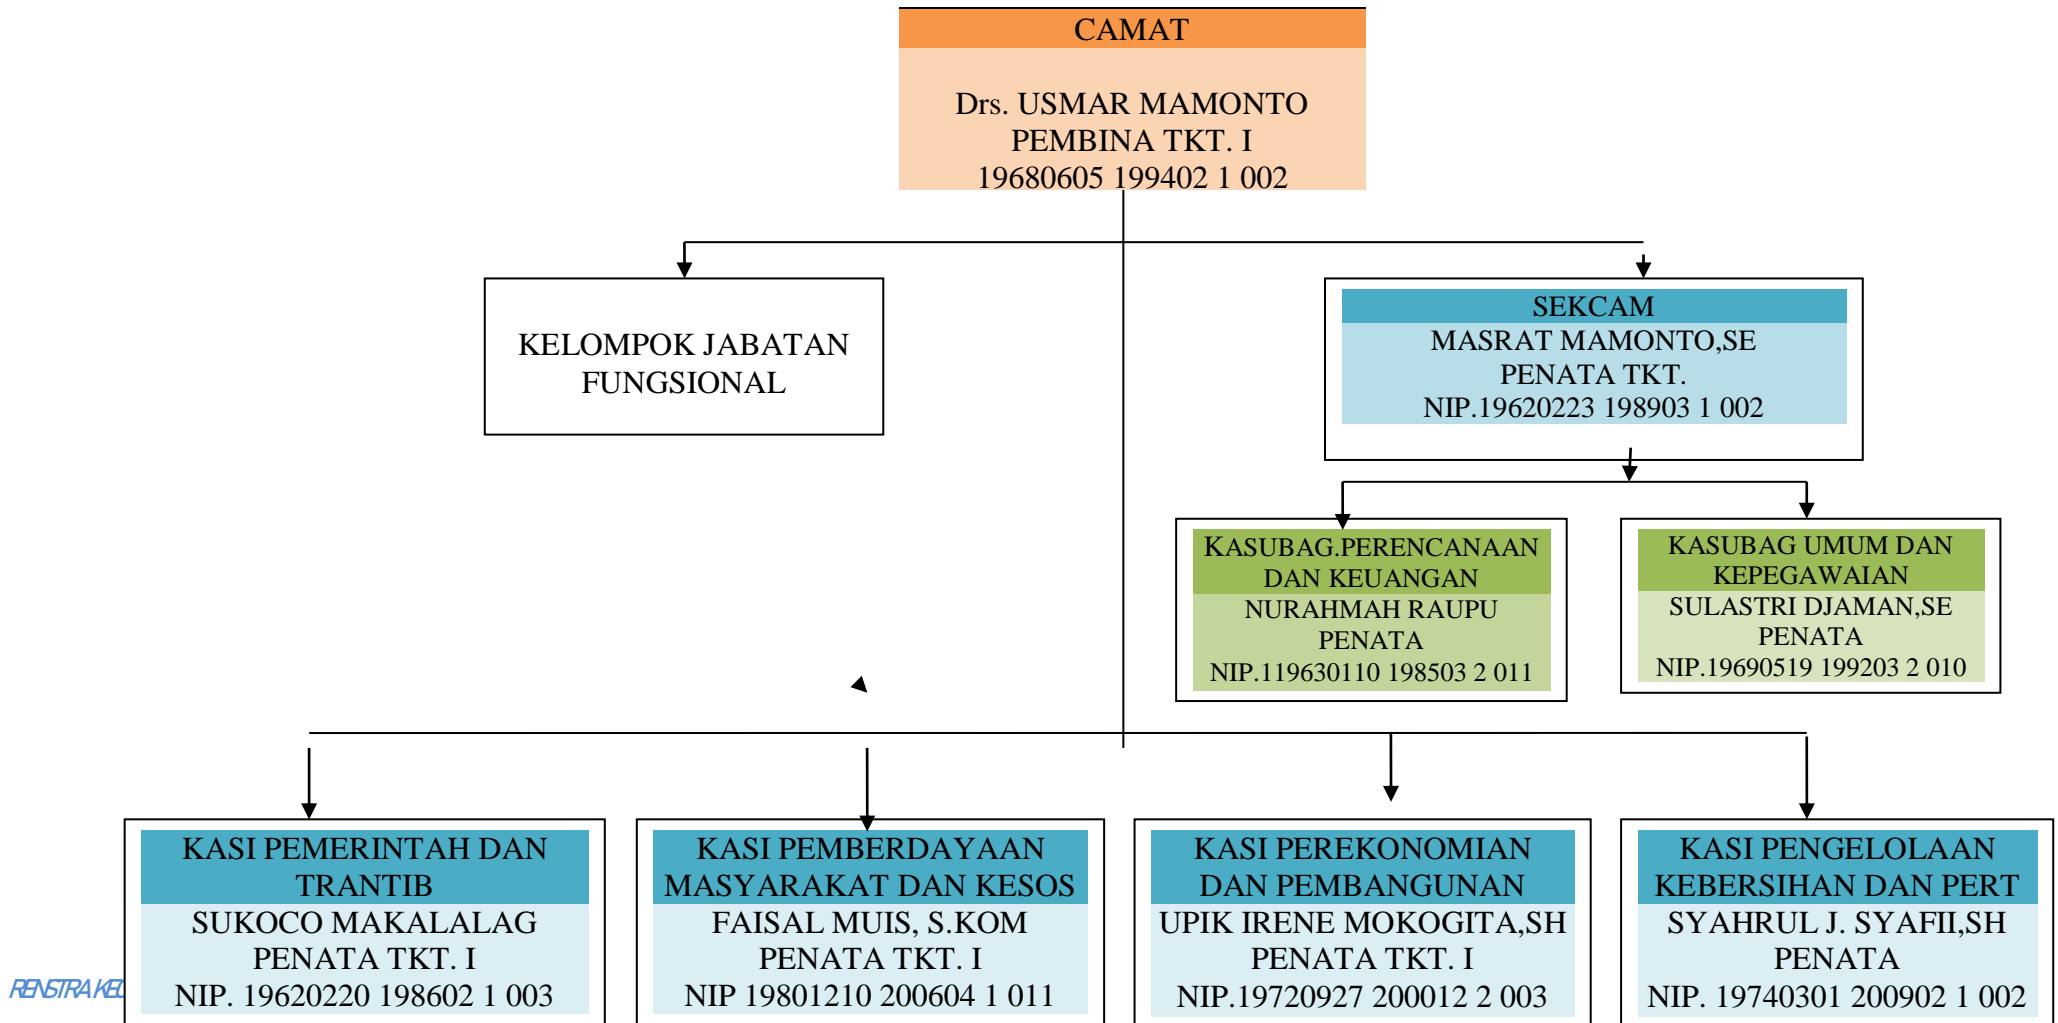 CAMAT
Drs. USMAR MAMONTO
PEMBINA TKT. I
19680605 199402 1 002
KELOMPOK JABATAN
FUNGSIONAL
SEKCAM
MASRAT MAMONTO,SE
PENATA TKT.
NIP.19620223 198903 1 002
KASUBAG.PERENCANAAN
DAN KEUANGAN
NURAHMAH RAUPU
PENATA
NIP.119630110 198503 2 011
KASUBAG UMUM DAN
KEPEGAWAIAN
SULASTRI DJAMAN,SE
PENATA
NIP.19690519 199203 2 010
KASI PEMERINTAH DAN
TRANTIB
SUKOCO MAKALALAG
PENATA TKT. I
NIP. 19620220 198602 1 003
KASI PEMBERDAYAAN
MASYARAKAT DAN KESOS
FAISAL MUIS, S.KOM
PENATA TKT. I
NIP 19801210 200604 1 011
KASI PEREKONOMIAN
DAN PEMBANGUNAN
UPIK IRENE MOKOGITA,SH
PENATA TKT. I
NIP.19720927 200012 2 003
KASI PENGELOLAAN
KEBERSIHAN DAN PERT
SYAHRUL J. SYAFII,SH
PENATA
NIP. 19740301 200902 1 002
RENSTRA KEC